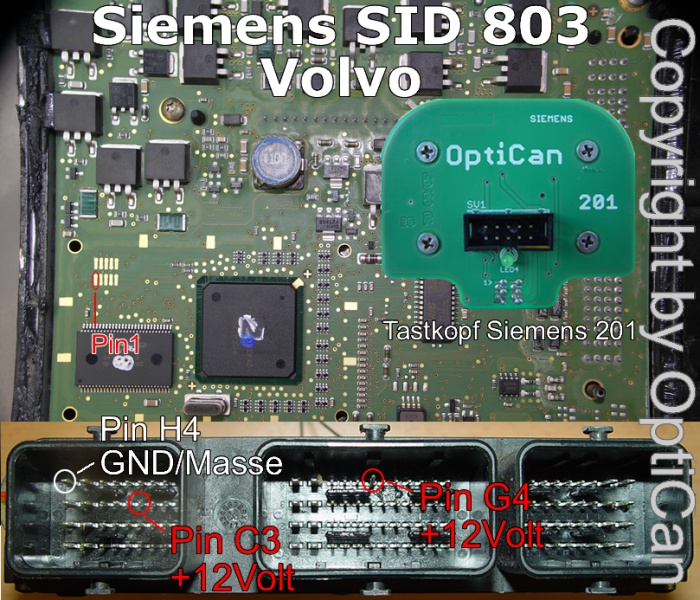 Siemens SID 803
Volvo
SIEMENS
OptiCan
201
SV1
LED1
Tastkopf Siemens 201
Pin1
Pin H4
GND/Masse
Pin C3
+12Volt
Pin G4
+12Volt
Copyright by OptiCan